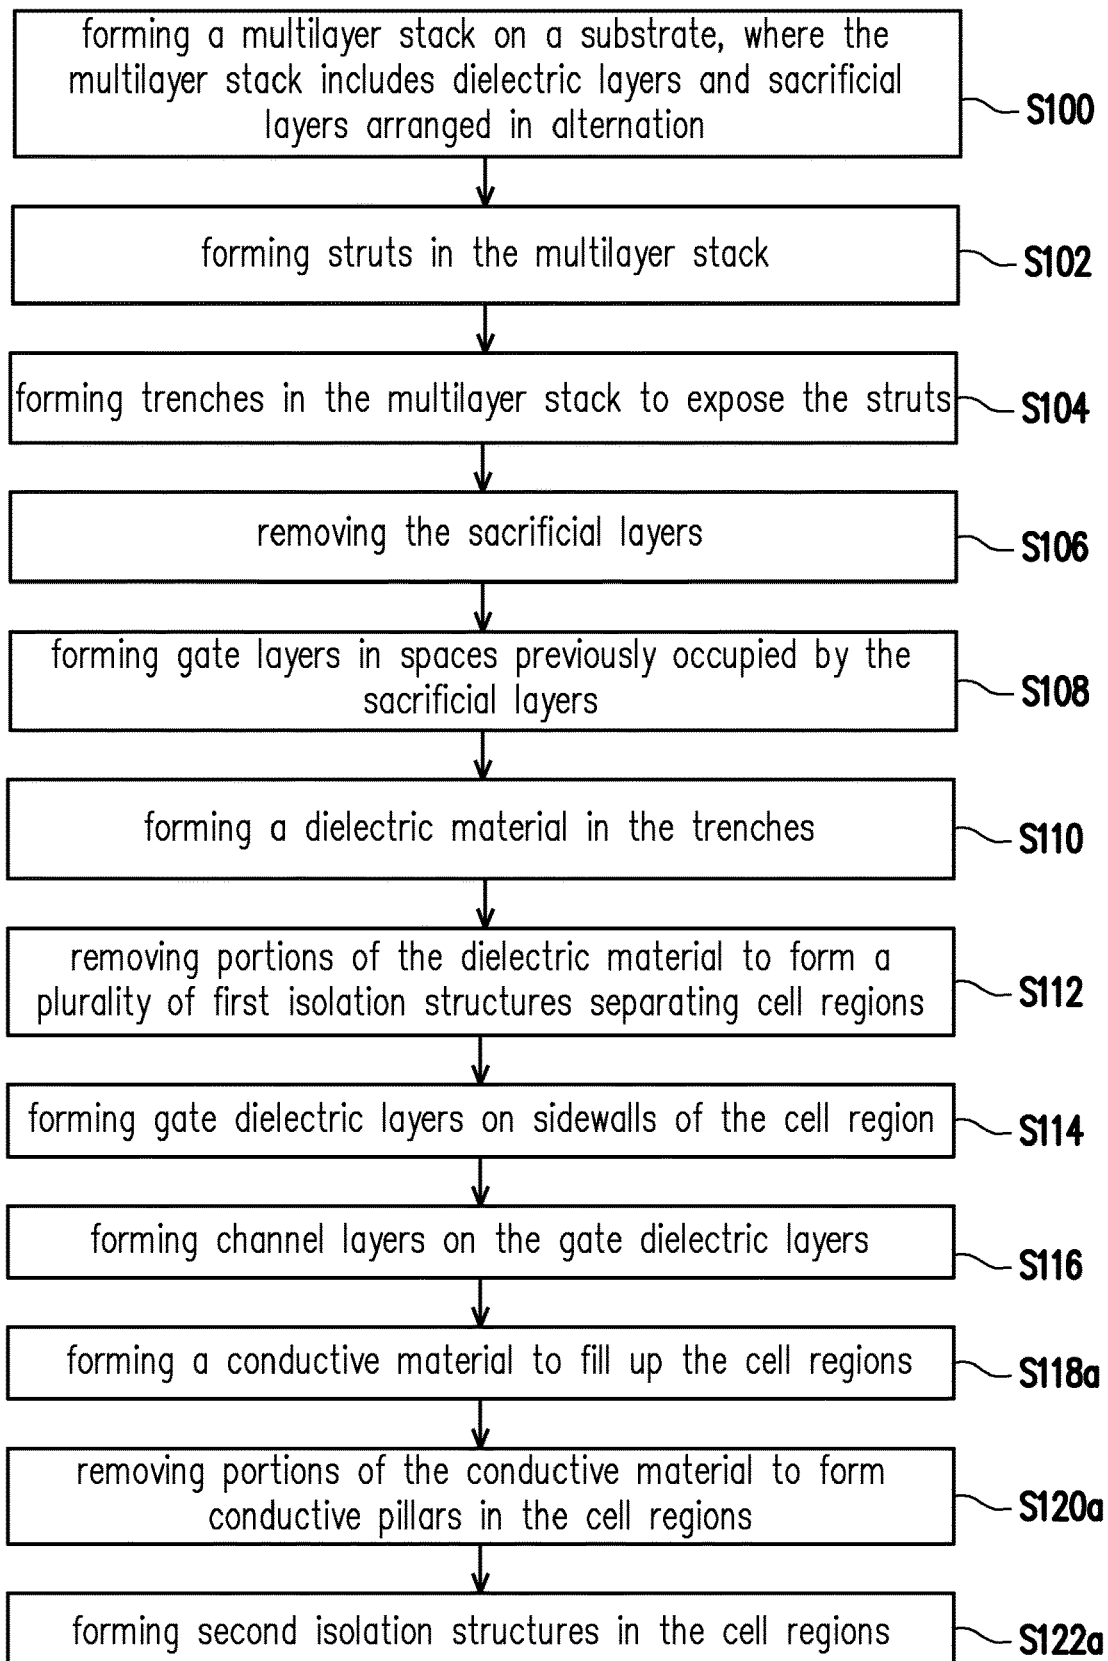 forming a multilayer stack on a substrate, where the
multilayer stack includes dielectric layers and sacrificial
layers arranged in alternation
S100
forming struts in the multilayer stack
S102
forming trenches in the multilayer stack to expose the struts
S104
removing the sacrificial layers
S106
forming gate layers in spaces previously occupied by the
sacrificial layers
S108
forming a dielectric material in the trenches
S110
removing portions of the dielectric material to form a
plurality of first isolation structures separating cell regions
S112
forming gate dielectric layers on sidewalls of the cell region
S114
forming channel layers on the gate dielectric layers
S116
forming a conductive material to fill up the cell regions
S118a
removing portions of the conductive material to form
conductive pillars in the cell regions
S120a
forming second isolation structures in the cell regions
S122a